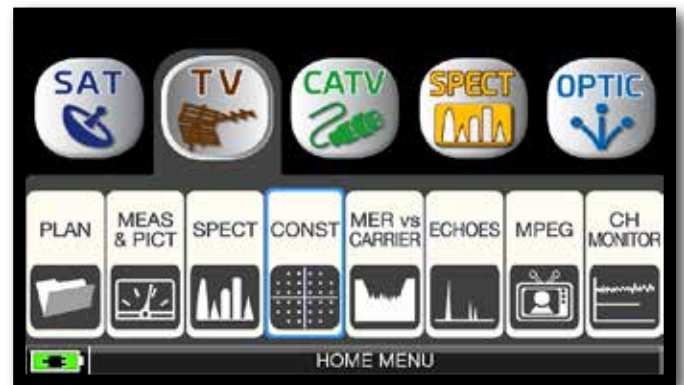 SAT TV CATV SPECT OPTIC
PLAN
MEAS
& PICT
SPECT
CONST
MER vs
CARRIER
ECHOES
MPEG
CH
MONITOR
HOME MENU